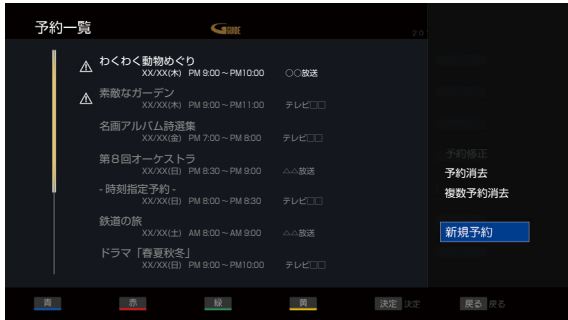 予約一覧
G GUIDE
20
わくわく動物めぐり
XX/XX(木) PM 9:00～PM10:00 ○○放送
素敵なガーデン
XX/XX(木) PM 9:00～PM11:00 テレビ□□
名画アルバム詩選集
XX/XX(金) PM 7:00～PM 8:00 テレビ□□
第8回オーケストラ
XX/XX(日) PM 8:30～PM 9:00 △△放送
- 時刻指定予約 -
XX/XX(日) PM 8:00～PM 8:30 テレビ□□
鉄道の旅
XX/XX(土) AM 8:00～AM 9:00 △△放送
ドラマ「春夏秋冬」
XX/XX(日) PM 9:00～PM10:00 テレビ□□
予約修正
予約消去
複数予約消去
新規予約
青 赤 緑 黄 決定 決定 戻る 戻る